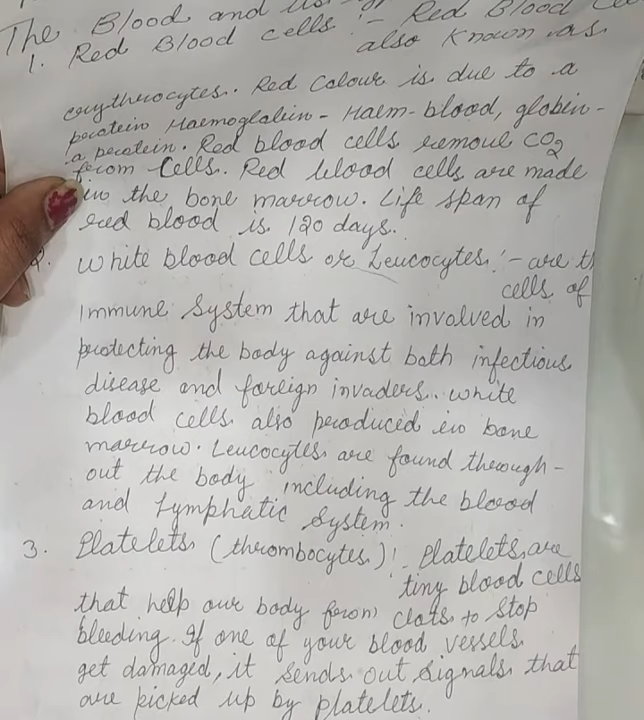 The Blood and its
1. Red Blood cells :- Red Blood
also known as
erythrocytes. Red Colour is due to a
protein Haemoglobin - Haem-blood, globin-
a protein. Red blood cells remove CO2
from Cells. Red blood cells are made
in the bone marrow. Life span of
red blood is 120 days.
2. White blood cells or Leucocytes :- are th
cells of
Immune System that are involved in
protecting the body against both infectious
disease and foreign invaders. White
blood cells also produced in bone
marrow. Leucocytes are found through-
out the body including the blood
and Lymphatic System.
3. Platelets (thrombocytes) :- Platelets are
tiny blood cells
that help our body form clots to stop
bleeding. If one of your blood vessels
get damaged, it sends out signals that
are picked up by platelets.